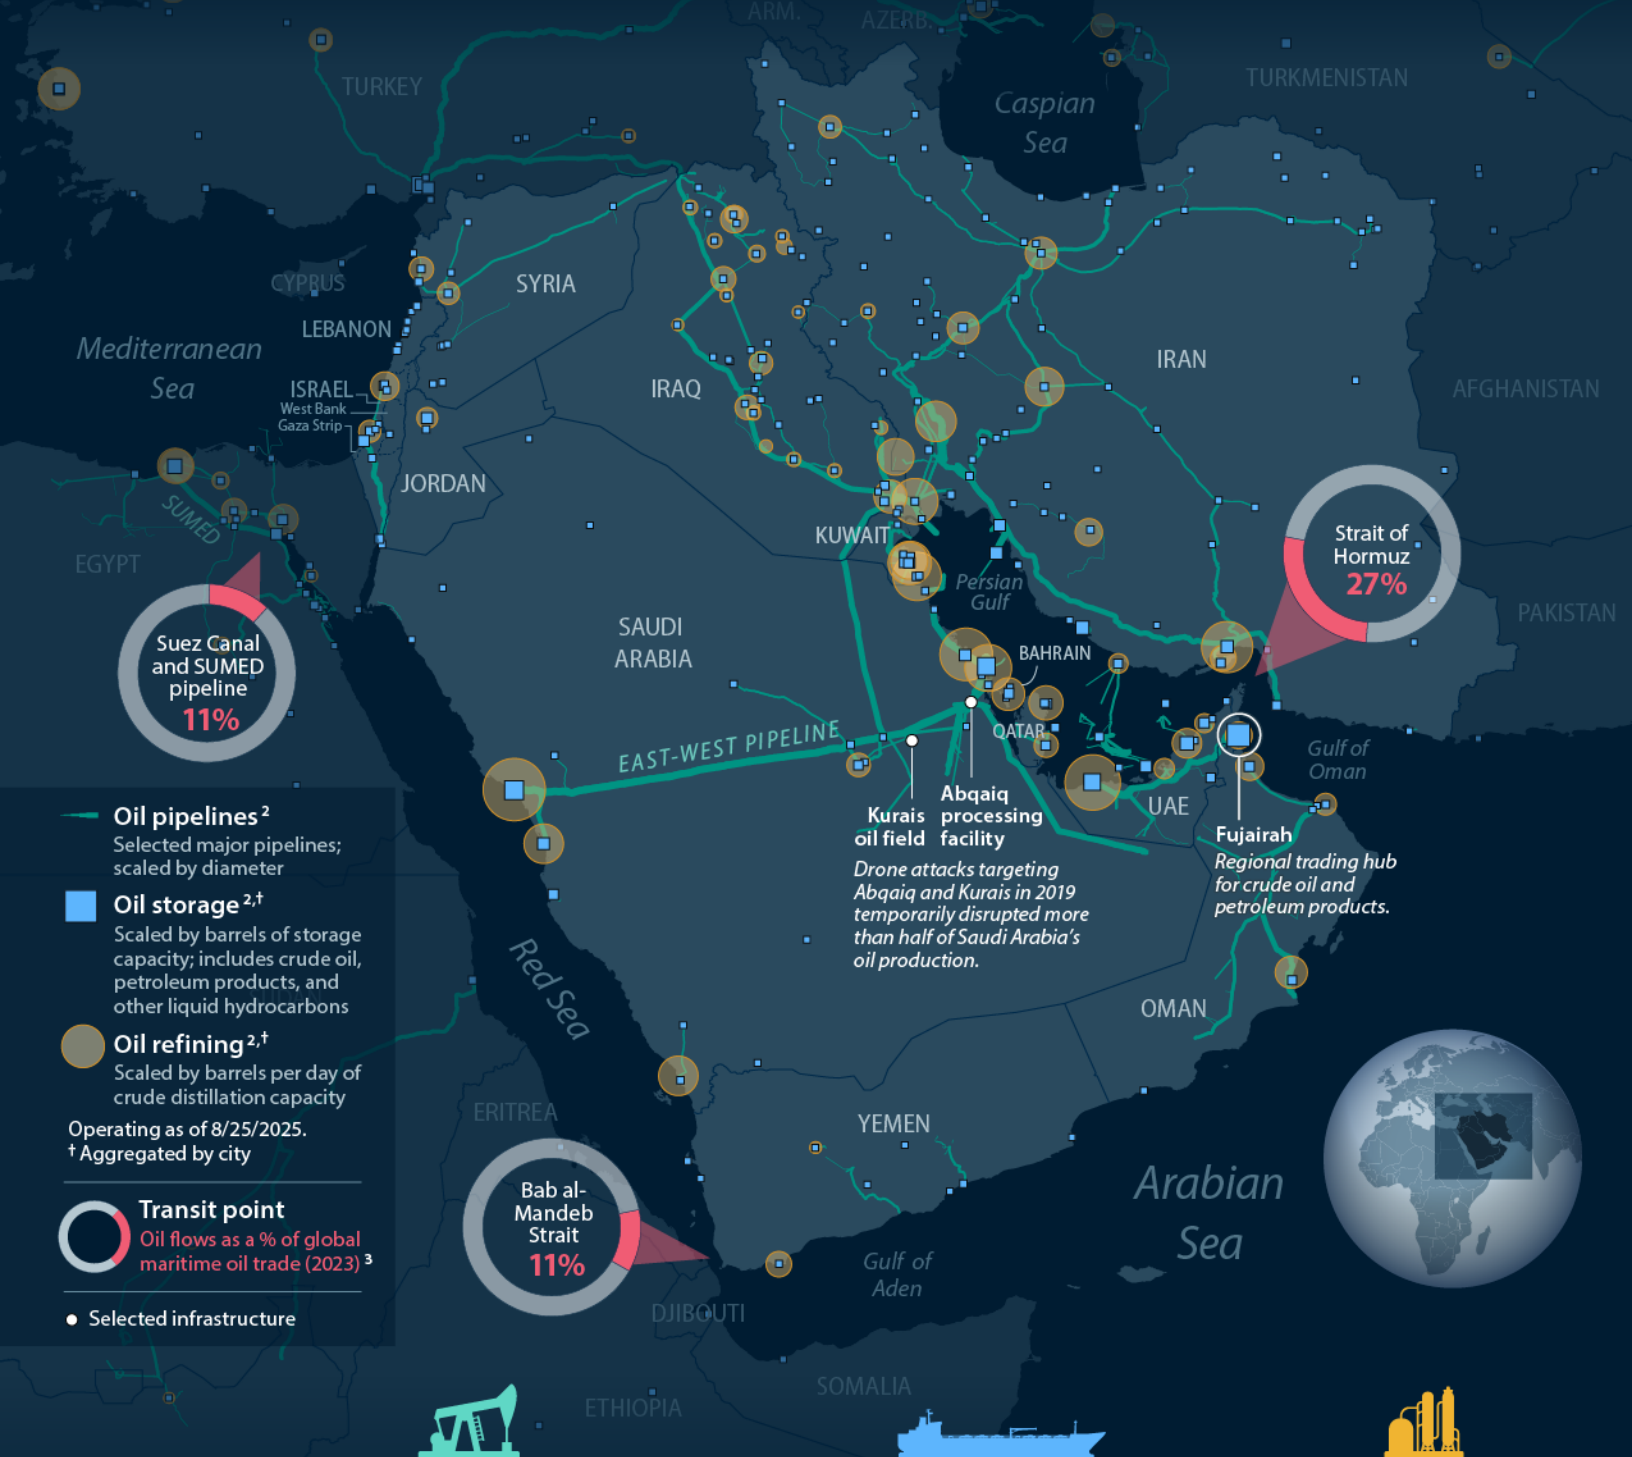 ARM.
AZERB.
TURKEY
Caspian
Sea
TURKMENISTAN
CYPRUS
SYRIA
LEBANON
Mediterranean
Sea
ISRAEL
West Bank
Gaza Strip
IRAQ
IRAN
AFGHANISTAN
JORDAN
SUMED
EGYPT
KUWAIT
Persian
Gulf
Strait of
Hormuz
27%
PAKISTAN
Suez Canal
and SUMED
pipeline
11%
SAUDI
ARABIA
BAHRAIN
QATAR
EAST-WEST PIPELINE
Gulf of
Oman
UAE
Kurais
oil field
Abqaiq
processing
facility
Drone attacks targeting
Abqaiq and Kurais in 2019
temporarily disrupted more
than half of Saudi Arabia's
oil production.
Fujairah
Regional trading hub
for crude oil and
petroleum products.
Oil pipelines 2
Selected major pipelines;
scaled by diameter
Oil storage 2,†
Scaled by barrels of storage
capacity; includes crude oil,
petroleum products, and
other liquid hydrocarbons
SUDAN
Oil refining 2,†
Scaled by barrels per day of
crude distillation capacity
Operating as of 8/25/2025.
† Aggregated by city
Transit point
Oil flows as a % of global
maritime oil trade (2023) 3
Selected infrastructure
Red Sea
OMAN
ERITREA
YEMEN
Bab al-
Mandeb
Strait
11%
Arabian
Sea
Gulf of
Aden
DJIBOUTI
SOMALIA
ETHIOPIA